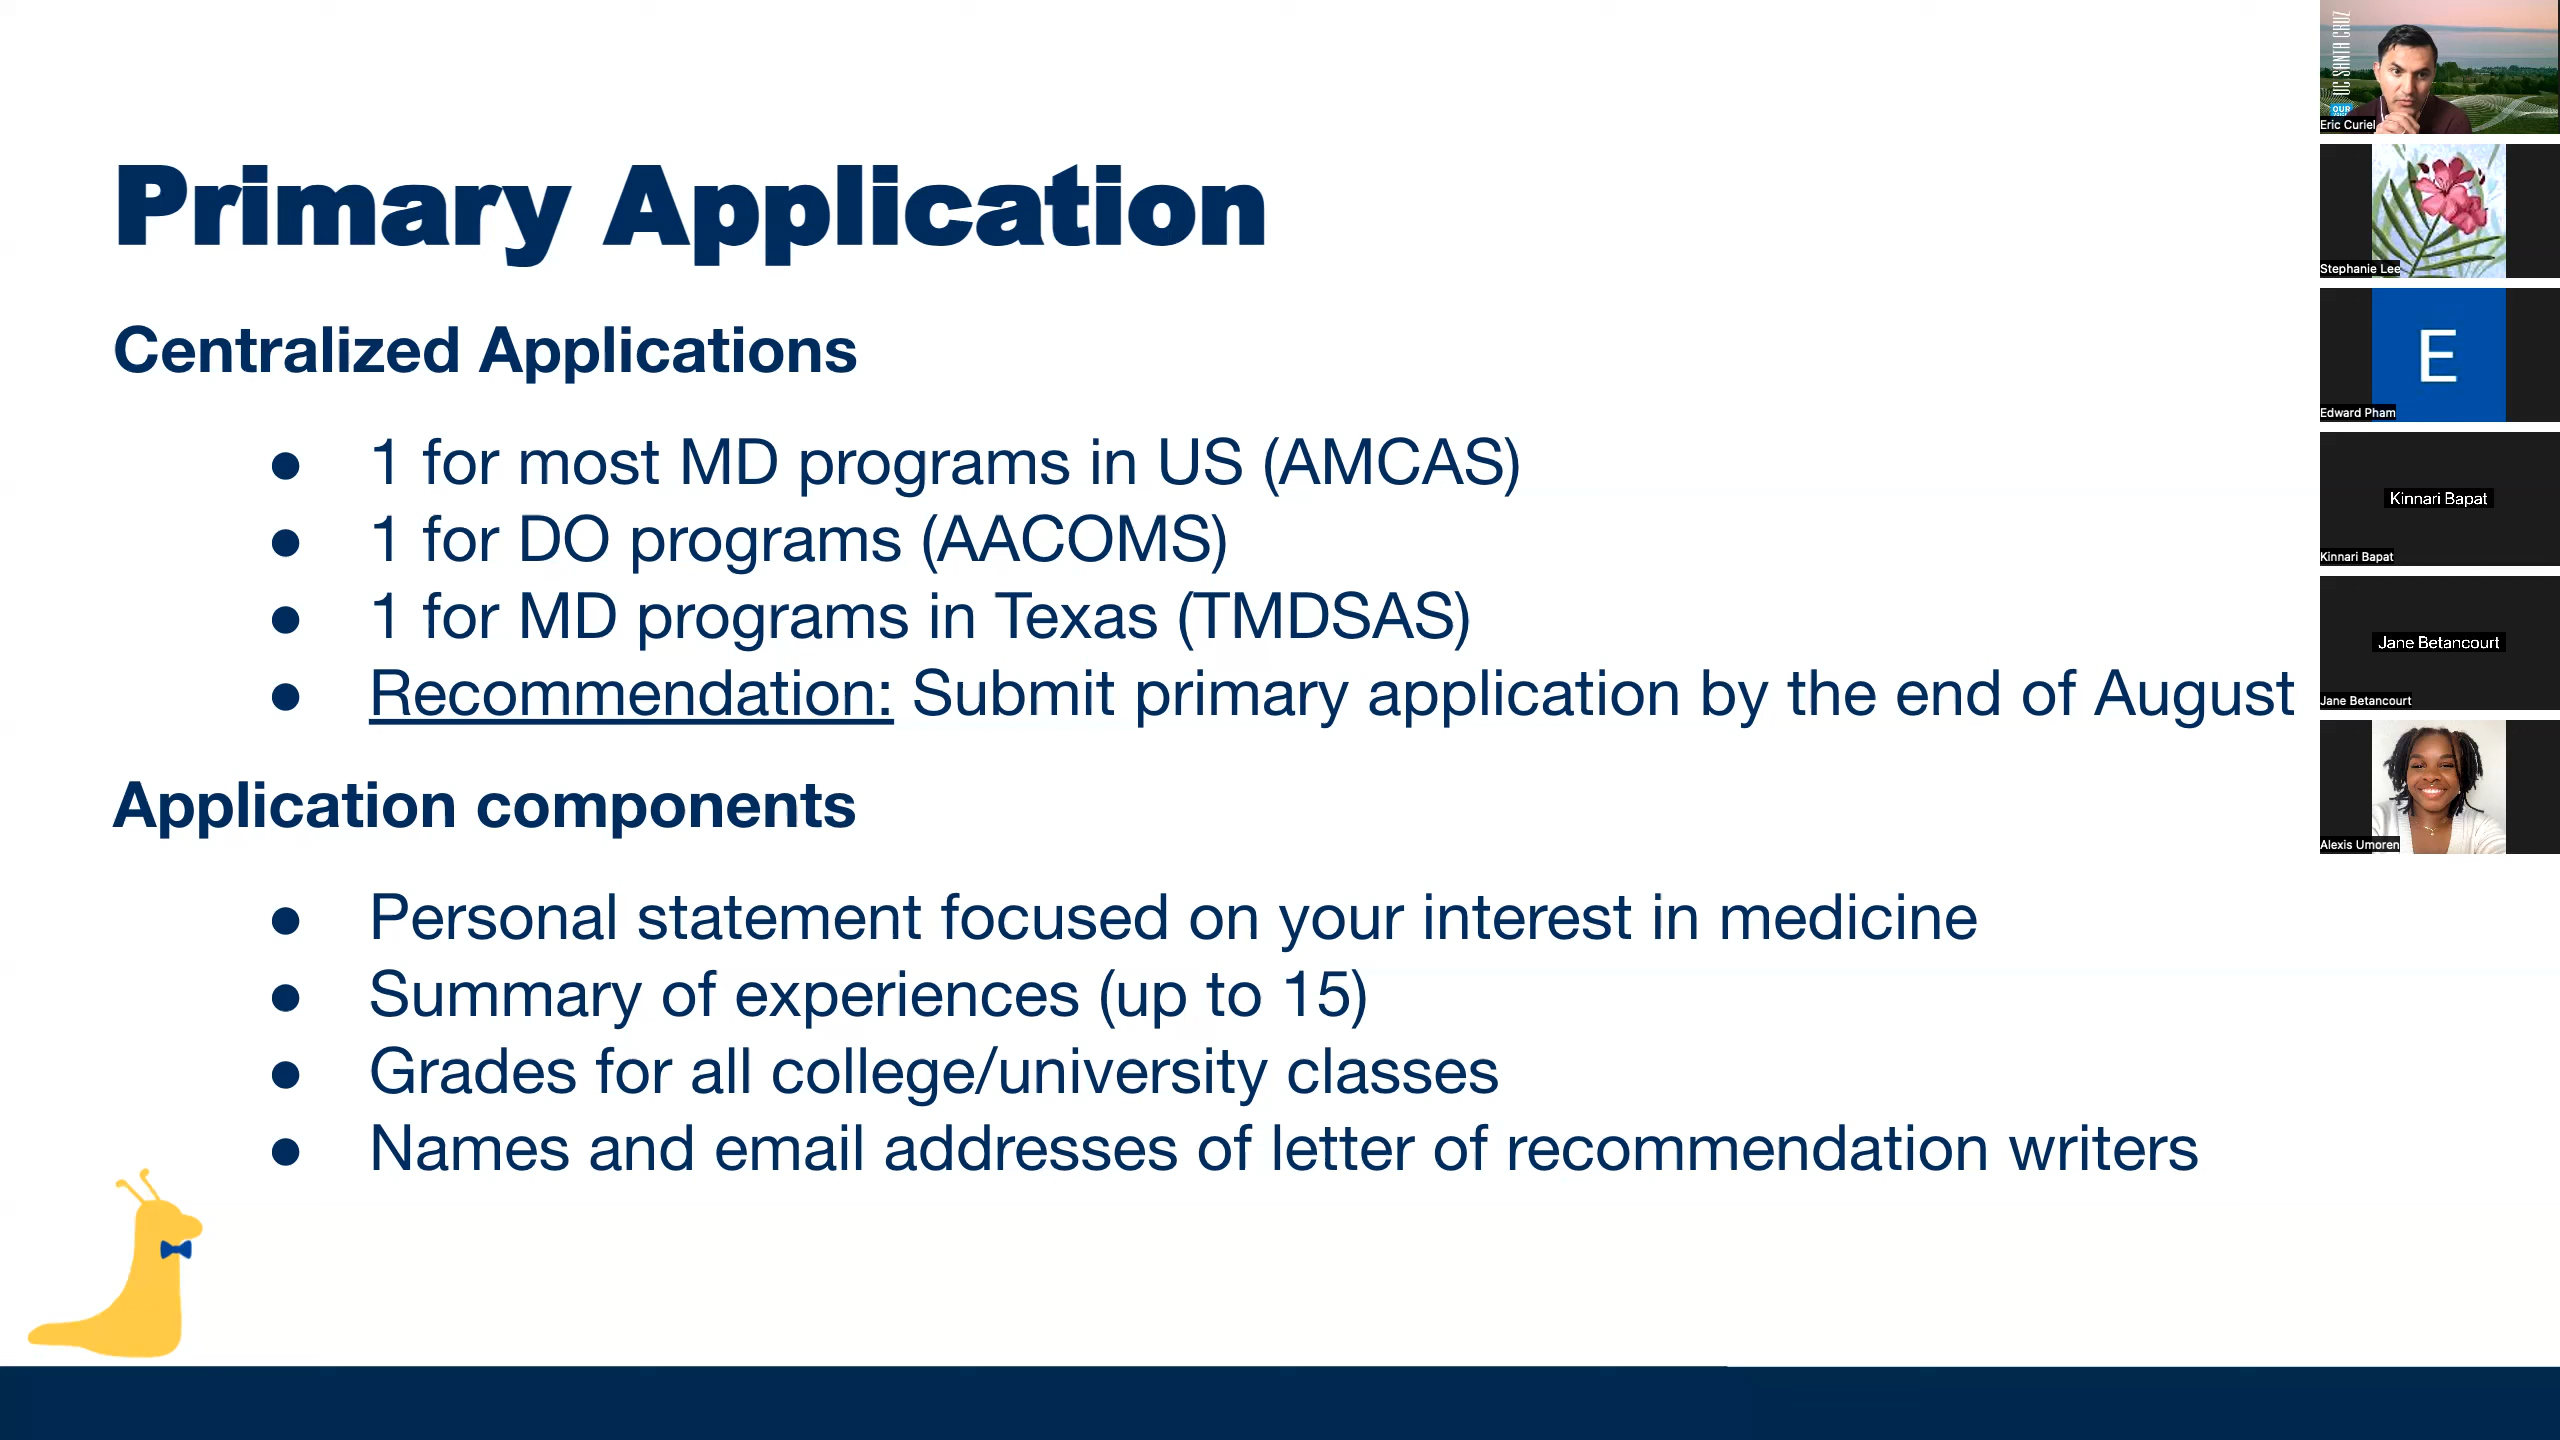 Primary Application
Centralized Applications
● 1 for most MD programs in US (AMCAS)
● 1 for DO programs (AACOMS)
● 1 for MD programs in Texas (TMDSAS)
● Recommendation: Submit primary application by the end of August
Application components
● Personal statement focused on your interest in medicine
● Summary of experiences (up to 15)
● Grades for all college/university classes
● Names and email addresses of letter of recommendation writers
UC SANTA CRUZ
OUR
Eric Curiel
Stephanie Lee
E
Edward Pham
Kinnari Bapat
Kinnari Bapat
Jane Betancourt
Jane Betancourt
Alexis Umoren